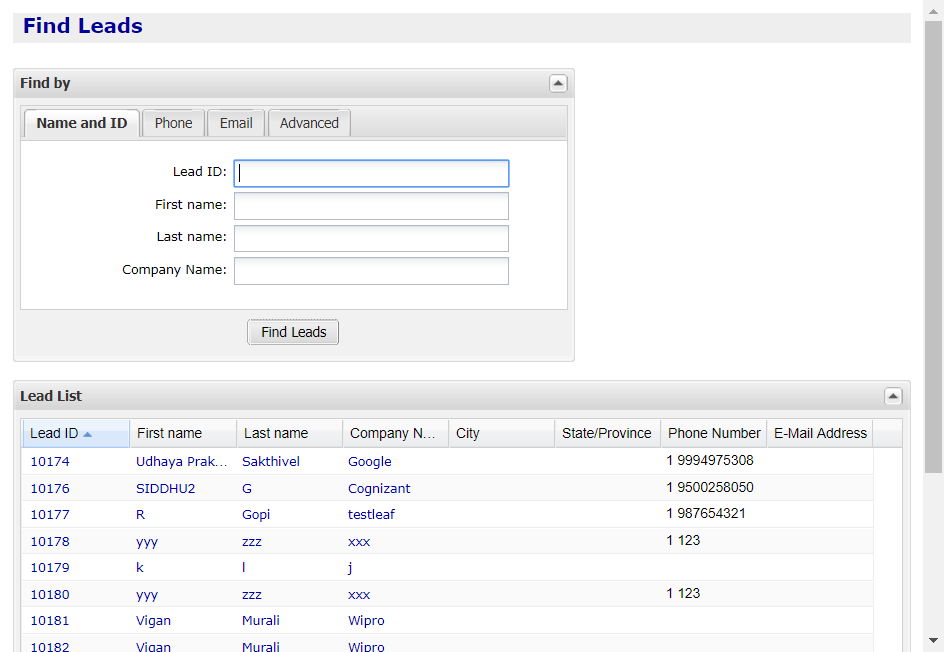 Find Leads
Find by
Name and ID Phone Email Advanced
Lead ID:
First name:
Last name:
Company Name:
Find Leads
Lead List
Lead ID First name Last name Company N... City State/Province Phone Number E-Mail Address
10174 Udhaya Prak... Sakthivel Google 1 9994975308
10176 SIDDHU2 G Cognizant 1 9500258050
10177 R Gopi testleaf 1 987654321
10178 yyy zzz xxx 1 123
10179 k l j
10180 yyy zzz xxx 1 123
10181 Vigan Murali Wipro
10182 Vigan Murali Wipro